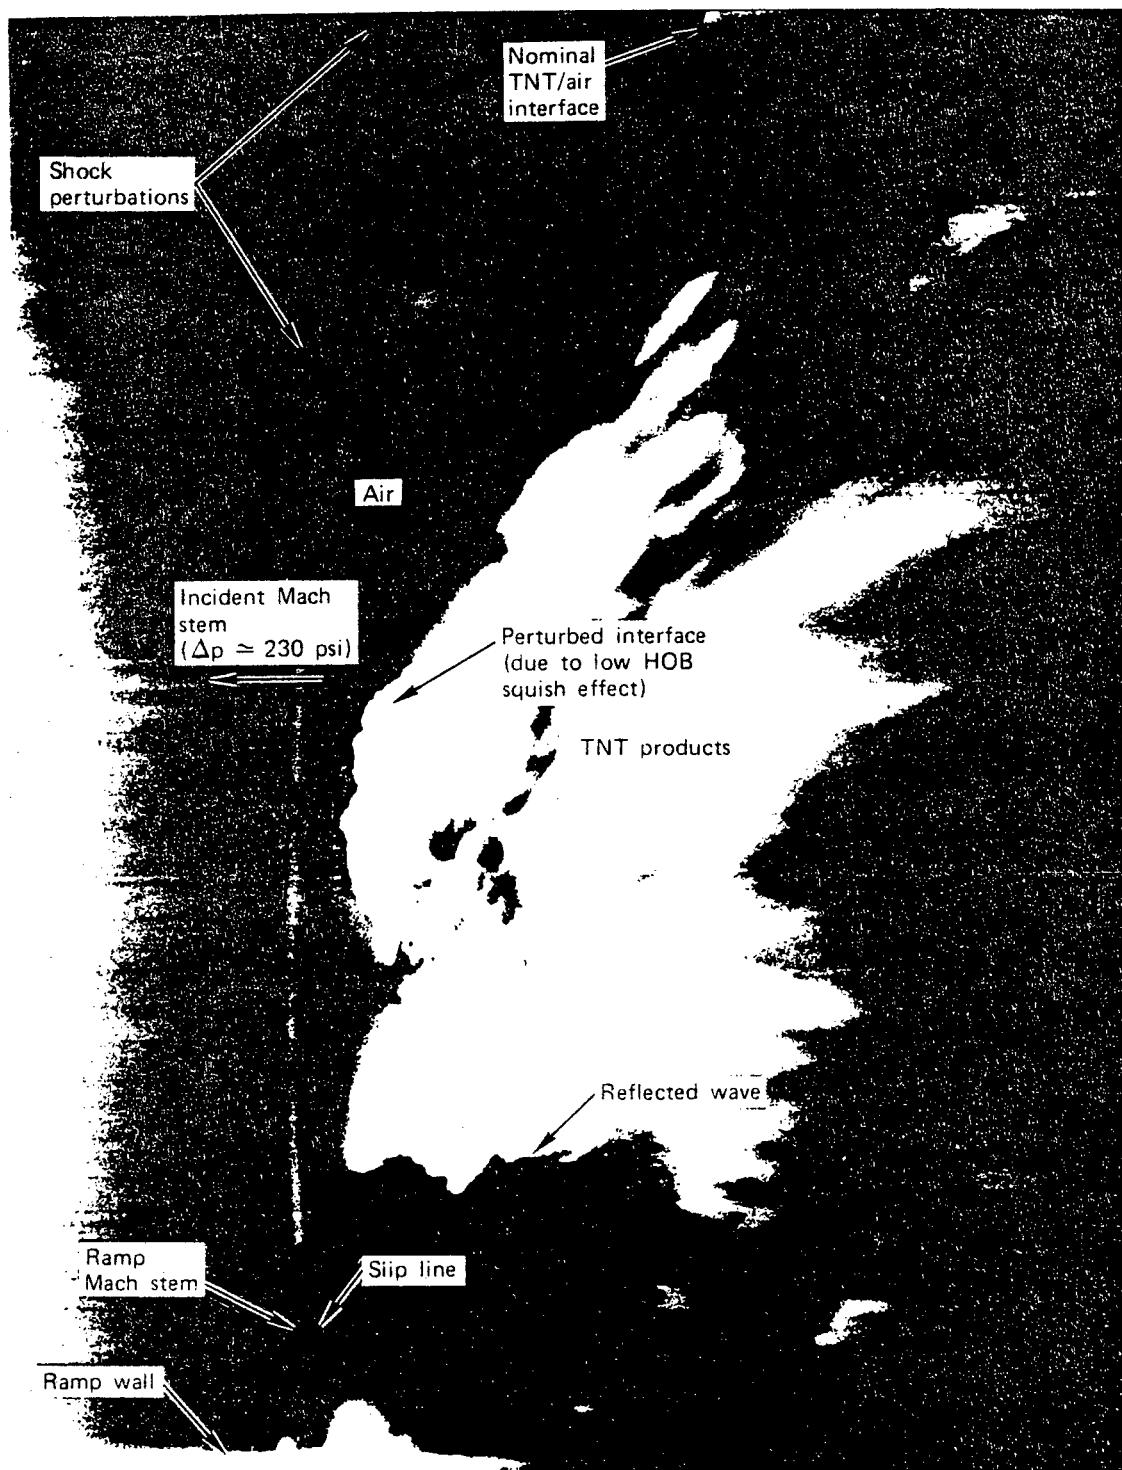 Nominal
TNT/air
interface
Shock
perturbations
Air
Incident Mach
stem
(Δp ≃ 230 psi)
Perturbed interface
(due to low HOB
squish effect)
TNT products
Reflected wave
Ramp
Mach stem
Siip line
Ramp wall